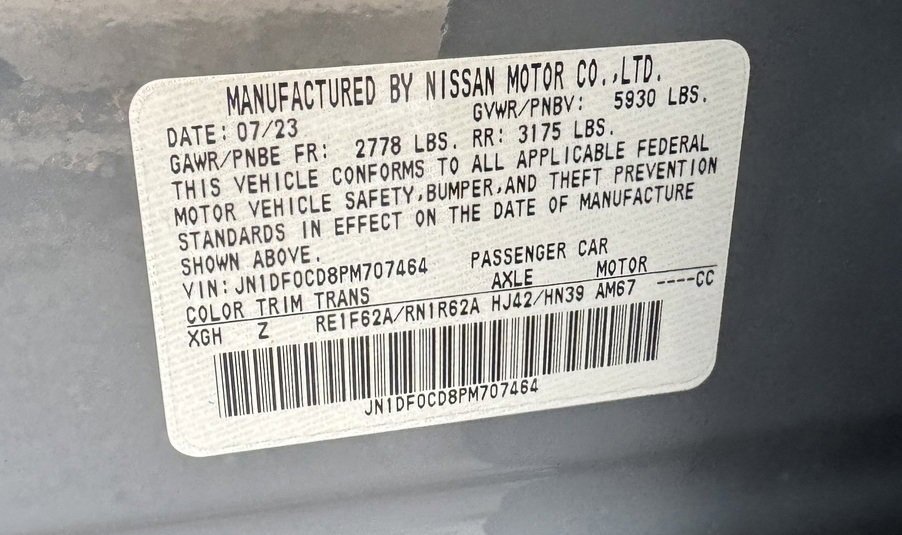 MANUFACTURED BY NISSAN MOTOR CO.,LTD.
DATE: 07/23 GVWR/PNBV: 5930 LBS.
GAWR/PNBE FR: 2778 LBS. RR: 3175 LBS.
THIS VEHICLE CONFORMS TO ALL APPLICABLE FEDERAL
MOTOR VEHICLE SAFETY,BUMPER,AND THEFT PREVENTION
STANDARDS IN EFFECT ON THE DATE OF MANUFACTURE
SHOWN ABOVE.
VIN: JN1DF0CD8PM707464 PASSENGER CAR
COLOR TRIM TRANS AXLE MOTOR
XGH Z RE1F62A/RN1R62A HJ42/HN39 AM67 ----CC
JN1DF0CD8PM707464